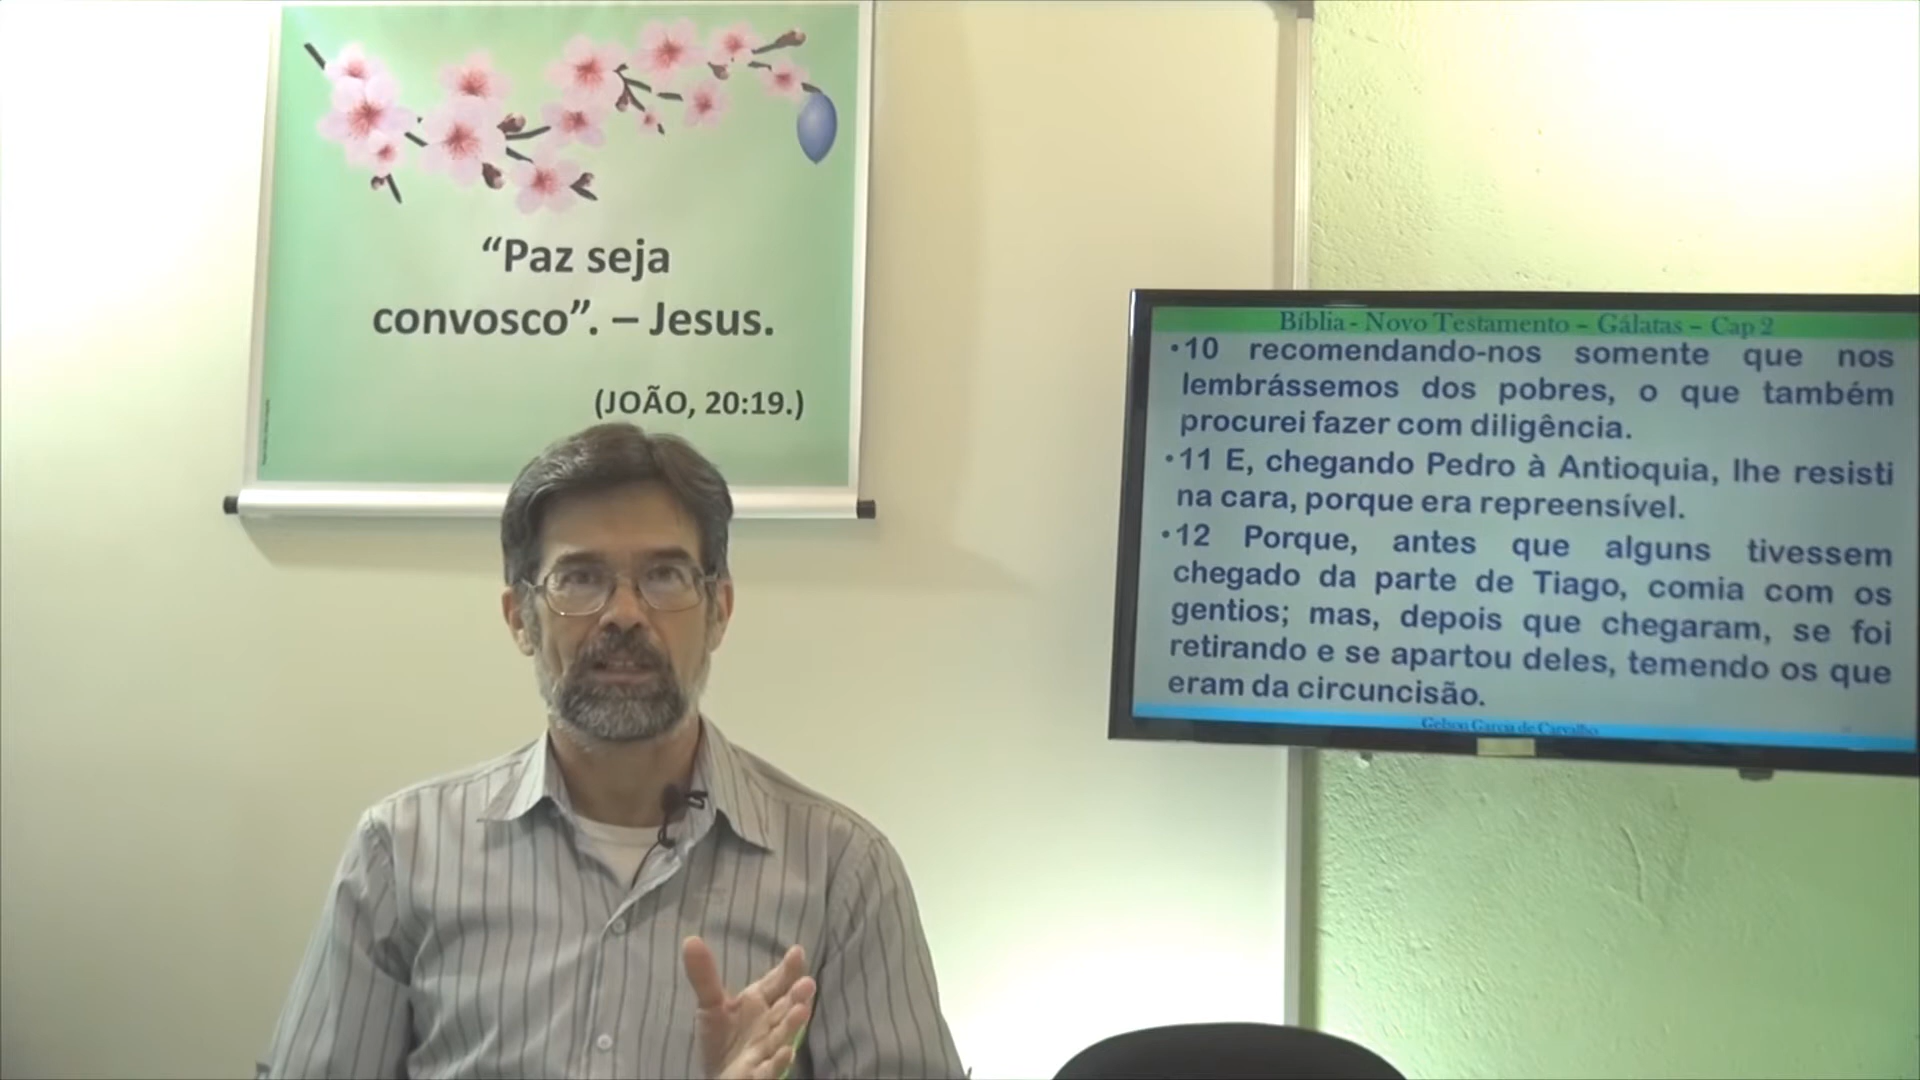 “Paz seja
convosco”. – Jesus.
(JOÃO, 20:19.)
Bíblia - Novo Testamento – Gálatas – Cap 2
•10 recomendando-nos somente que nos
lembrássemos dos pobres, o que também
procurei fazer com diligência.
•11 E, chegando Pedro à Antioquia, lhe resisti
na cara, porque era repreensível.
•12 Porque, antes que alguns tivessem
chegado da parte de Tiago, comia com os
gentios; mas, depois que chegaram, se foi
retirando e se apartou deles, temendo os que
eram da circuncisão.
de Carvalho